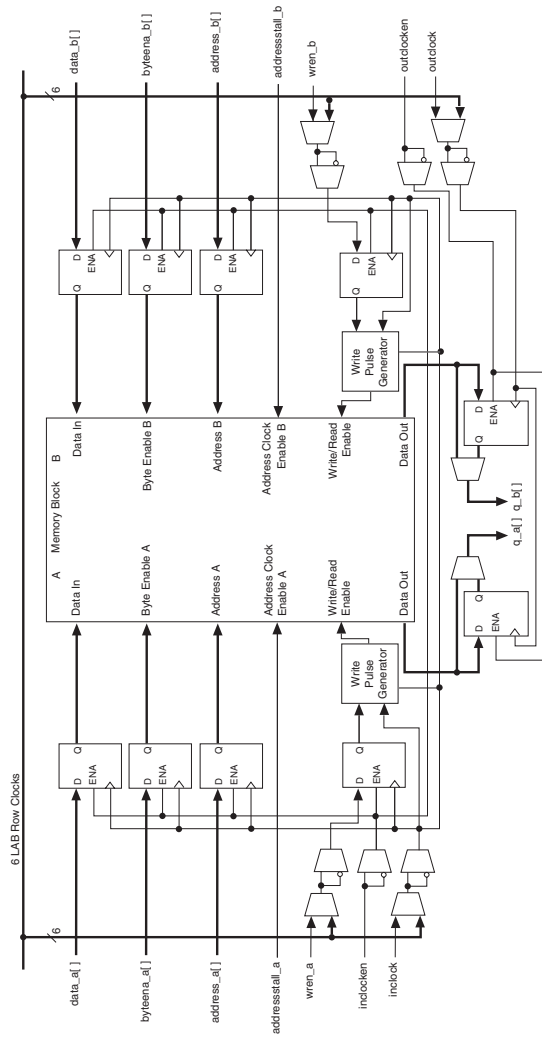 6 LAB Row Clocks
6
6
data_a[ ]
byteena_a[ ]
address_a[ ]
addressstall_a
wren_a
inclocken
inclock
D
Q
ENA
D
Q
ENA
D
Q
ENA
D
Q
ENA
Write
Pulse
Generator
A
Memory Block
B
Data In
Data In
Byte Enable A
Byte Enable B
Address A
Address B
Address Clock
Enable A
Address Clock
Enable B
Write/Read
Enable
Write/Read
Enable
Data Out
Data Out
Write
Pulse
Generator
Q
D
ENA
Q
D
ENA
Q
D
ENA
Q
D
ENA
data_b[ ]
byteena_b[ ]
address_b[ ]
addressstall_b
wren_b
outclocken
outclock
D
Q
ENA
q_a[ ]
q_b[ ]
Q
D
ENA